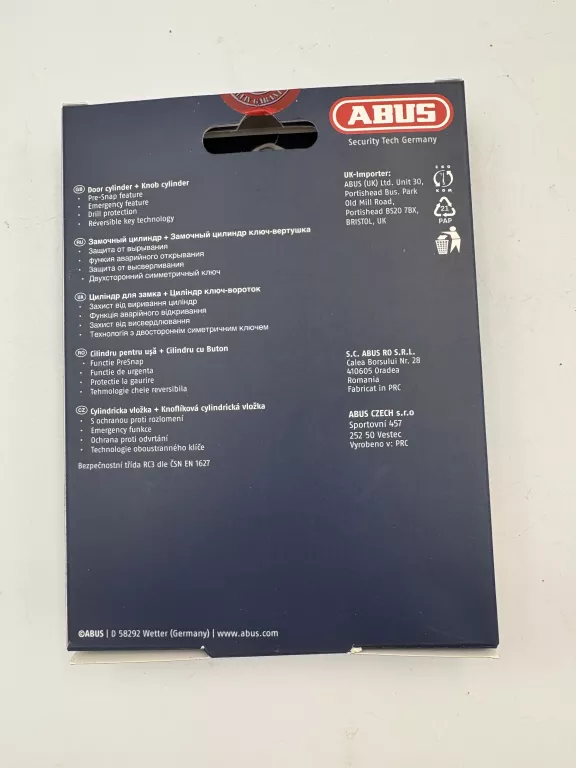 ABUS
Security Tech Germany
GB Door cylinder + Knob cylinder
• Pre-Snap feature
• Emergency feature
• Drill protection
• Reversible key technology
RU Замочный цилиндр + Замочный цилиндр ключ-вертушка
• Защита от вырывания
• функия аварийного открывания
• Защита от высверливания
• Двухсторонний симметричный ключ
Циліндр для замка + Циліндр ключ-вороток
• Захист від виривання циліндр
• Функція аварійного відкривання
• Захист від висвердлювання
• Технологія з двостороннім симетричним ключем
RO Cilindru pentru ușă + Cilindru cu Buton
• Functie PreSnap
• Functie de urgenta
• Protectie la gaurire
• Tehmologie cheie reversibila
CZ Cylindrická vložka + Knoflíková cylindrická vložka
• S ochranou proti rozlomení
• Emergency funkce
• Ochrana proti odvrtání
• Technologie oboustranného klíče
Bezpečnostní třída RC3 dle ČSN EN 1627
UK-Importer:
ABUS (UK) Ltd. Unit 30,
Portishead Bus. Park
Old Mill Road,
Portishead BS20 7BX,
BRISTOL, UK
21
PAP
S.C. ABUS RO S.R.L.
Calea Borsului Nr. 28
410605 Oradea
Romania
Fabricat in PRC
ABUS CZECH s.r.o
Sportovní 457
252 50 Vestec
Vyrobeno v: PRC
©ABUS | D 58292 Wetter (Germany) | www.abus.com